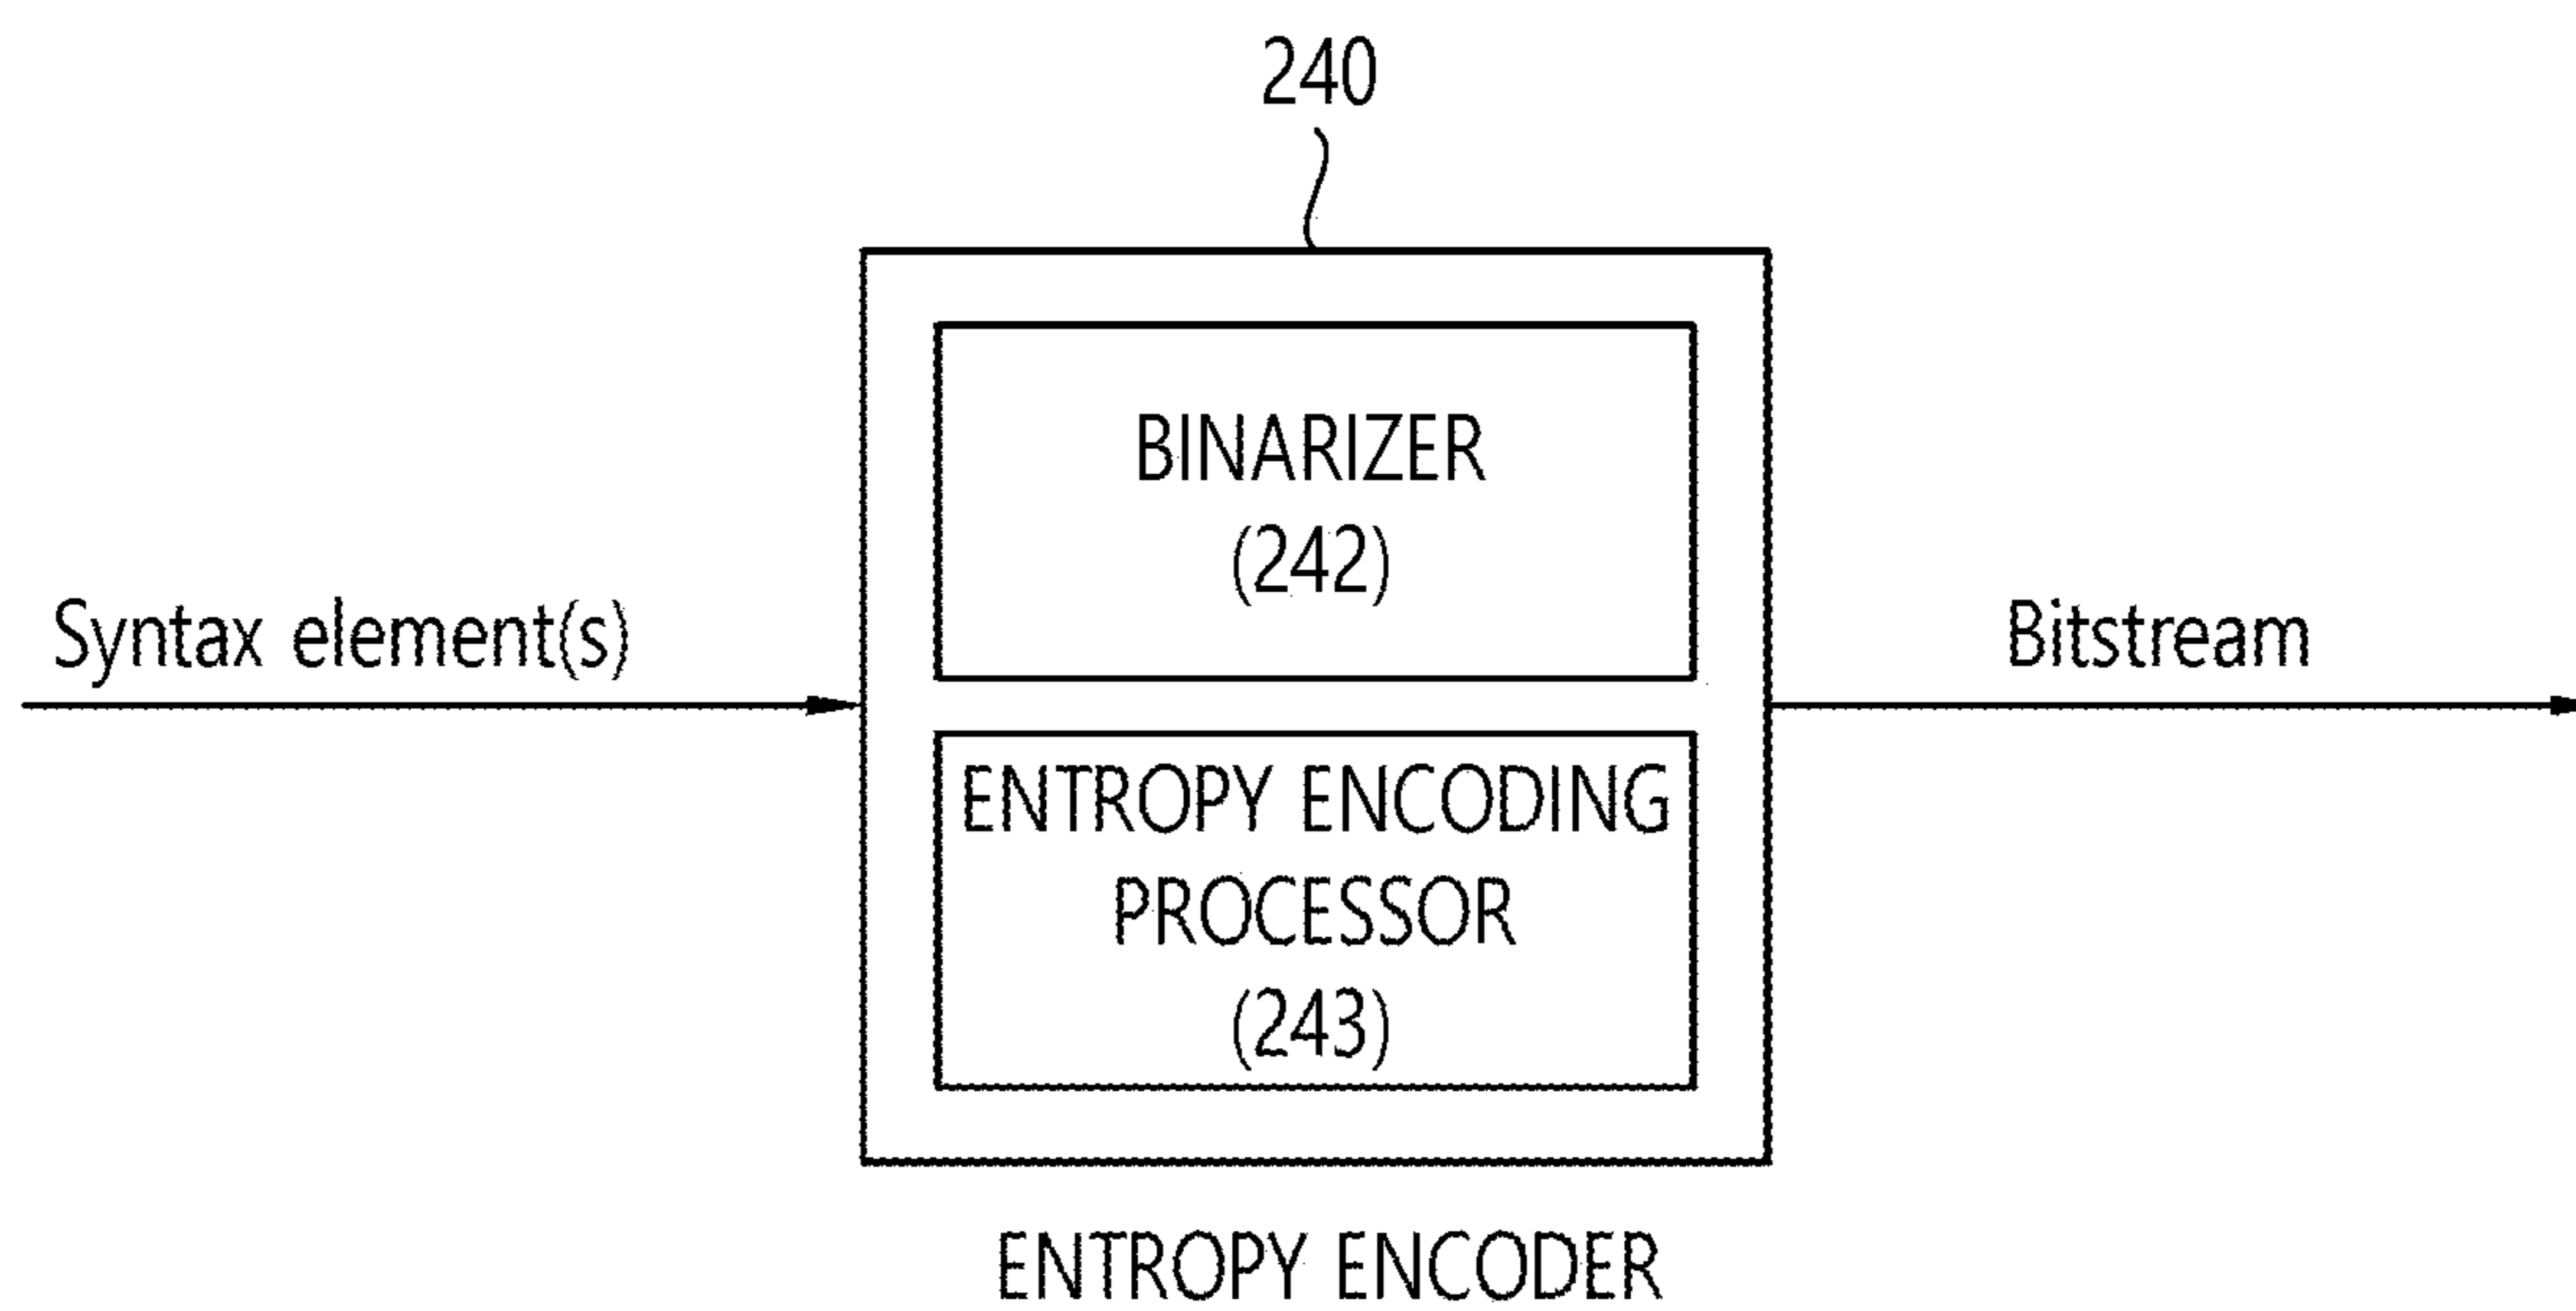 240
BINARIZER
(242)
Syntax element(s)
Bitstream
ENTROPY ENCODING
PROCESSOR
(243)
ENTROPY ENCODER